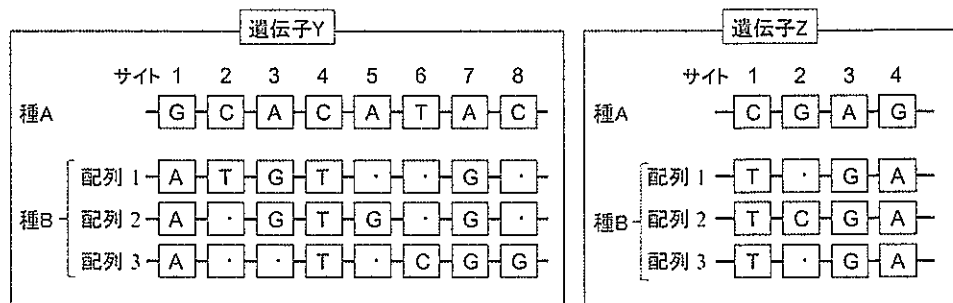 遺伝子Y
サイト 1 2 3 4 5 6 7 8
種A G C A C A T A C
種B
配列 1 A T G T · · G ·
配列 2 A · G T G · G ·
配列 3 A · · T · C G G
遺伝子Z
サイト 1 2 3 4
種A C G A G
種B
配列 1 T · G A
配列 2 T C G A
配列 3 T · G A